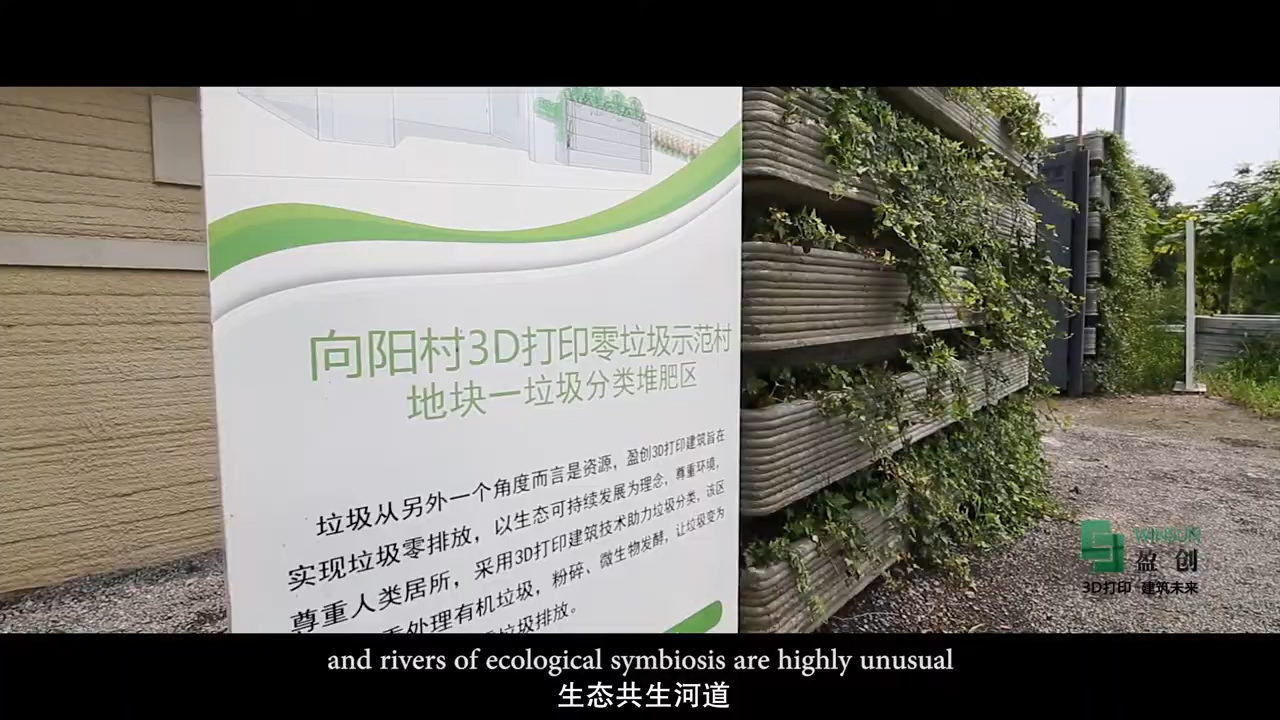 向阳村3D打印零垃圾示范村
地块一垃圾分类堆肥区
垃圾从另外一个角度而言是资源，盈创3D打印建筑旨在
实现垃圾零排放，以生态可持续发展为理念，尊重环境，
尊重人类居所，采用3D打印建筑技术助力垃圾分类，该区
处理有机垃圾，粉碎、微生物发酵，让垃圾变为
垃圾排放。
WINSUN
盈创
3D打印 建筑未来
and rivers of ecological symbiosis are highly unusual
生态共生河道